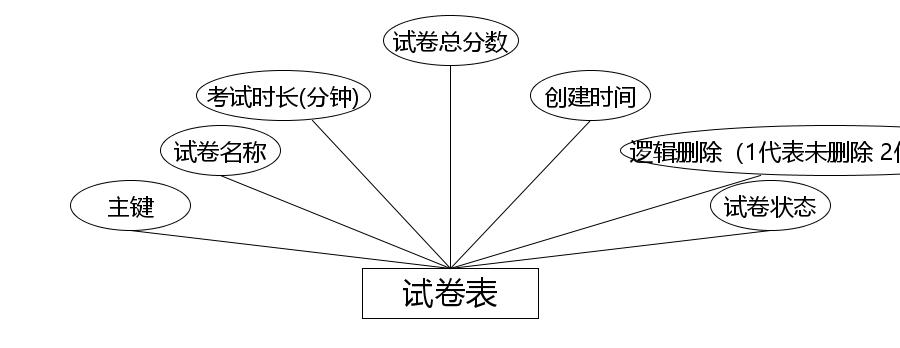 试卷总分数
考试时长(分钟)
创建时间
试卷名称
逻辑删除（1代表未删除 2
主键
试卷状态
试卷表